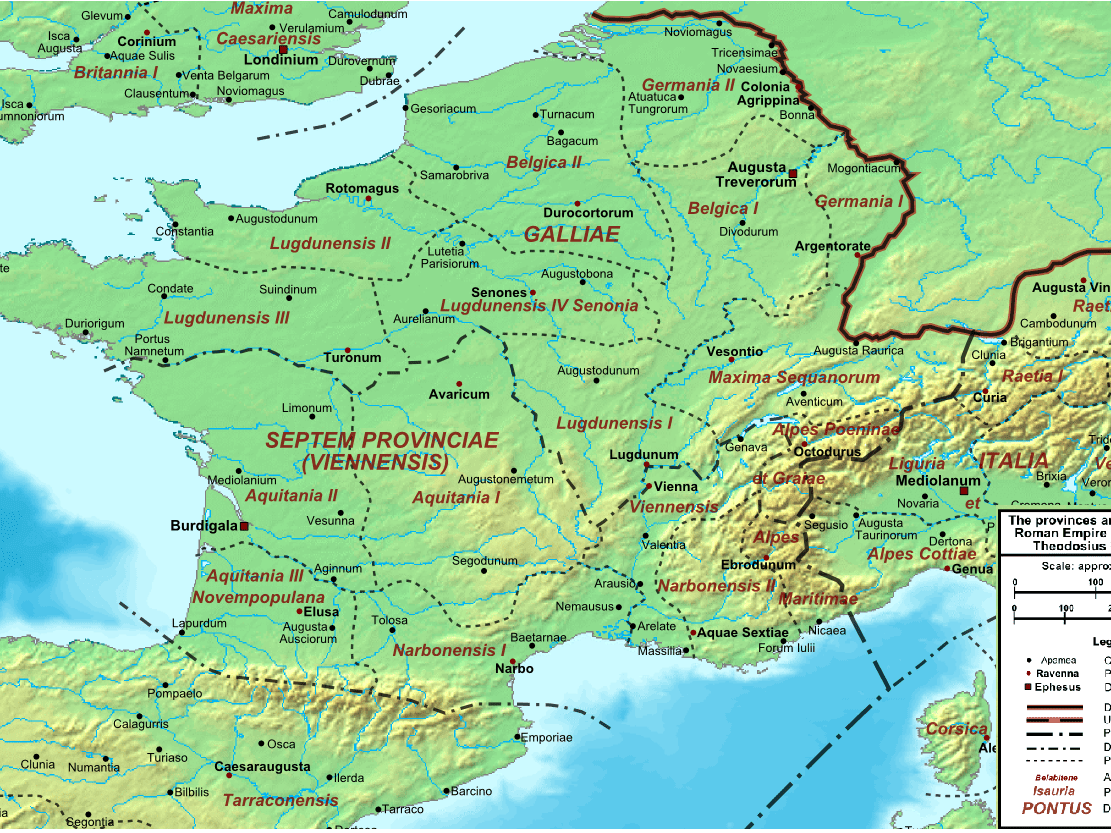 Maxima
Camulodunum
Glevum
Verulamium
Isca
Augusta
Corinium
Caesariensis
Aquae Sulis
Londinium
Durovernum
Britannia I
Venta Belgarum
Dubrae
Clausentum
Noviomagus
Isca
umnoniorum
Gesoriacum
Noviomagus
Tricensimae
Novaesium
Germania II
Colonia
Agrippina
Atuatuca
Tungrorum
Bonna
Turnacum
Bagacum
Belgica II
Samarobriva
Augusta
Treverorum
Mogontiacum
Rotomagus
Durocortorum
Belgica I
Germania I
Augustodunum
Constantia
Divodurum
GALLIAE
Lugdunensis II
Lutetia
Parisiorum
Argentorate
te
Augustobona
Condate
Suindinum
Senones
Lugdunensis IV Senonia
Augusta Vin
Lugdunensis III
Aurelianum
Raet
Duriorigum
Cambodunum
Portus
Namnetum
Turonum
Vesontio
Augusta Raurica
Brigantium
Clunia
Augustodunum
Maxima Sequanorum
Raetia I
Avaricum
Aventicum
Curia
Limonum
Lugdunensis I
Alpes Poeninae
SEPTEM PROVINCIAE
(VIENNENSIS)
Genava
Octodurus
Tride
Lugdunum
Liguria
ITALIA
Ve
Mediolanium
Augustonemetum
et Graiae
Mediolanum
Brixia
Veron
Aquitania II
Aquitania I
Vienna
Viennensis
Novaria
et
Cremona
Burdigala
Vesunna
Segusio
Augusta
Taurinorum
P
Valentia
Alpes
Dertona
Alpes Cottiae
Segodunum
Ebrodunum
Genua
Aquitania III
Novempopulana
Aginnum
Arausio
Narbonensis II
Maritimae
Elusa
Nemausus
Lapurdum
Augusta
Ausciorum
Tolosa
Baetarnae
Arelate
Aquae Sextiae
Nicaea
Narbonensis I
Massilia
Forum Iulii
Narbo
Pompaelo
Calagurris
Emporiae
Corsica
Ale
Osca
Clunia
Numantia
Turiaso
Caesaraugusta
Ilerda
Bilbilis
Tarraconensis
Barcino
Tarraco
ia
Segontia
The provinces a
Roman Empire
Theodosius
Scale: approx
0
100
2
0
100
Leg
Apamea
C
Ravenna
P
Ephesus
D
D
U
P
D
P
Belabitene
A
Isauria
P
PONTUS
D